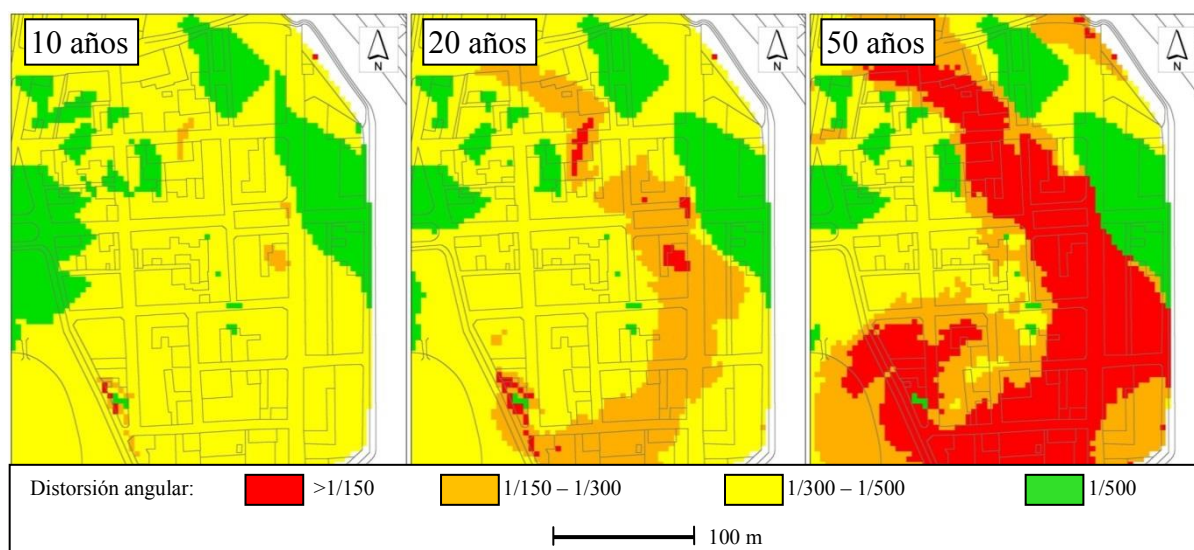 10 años
N
20 años
N
50 años
N
Distorsión angular: >1/150 1/150 – 1/300 1/300 – 1/500 1/500
100 m